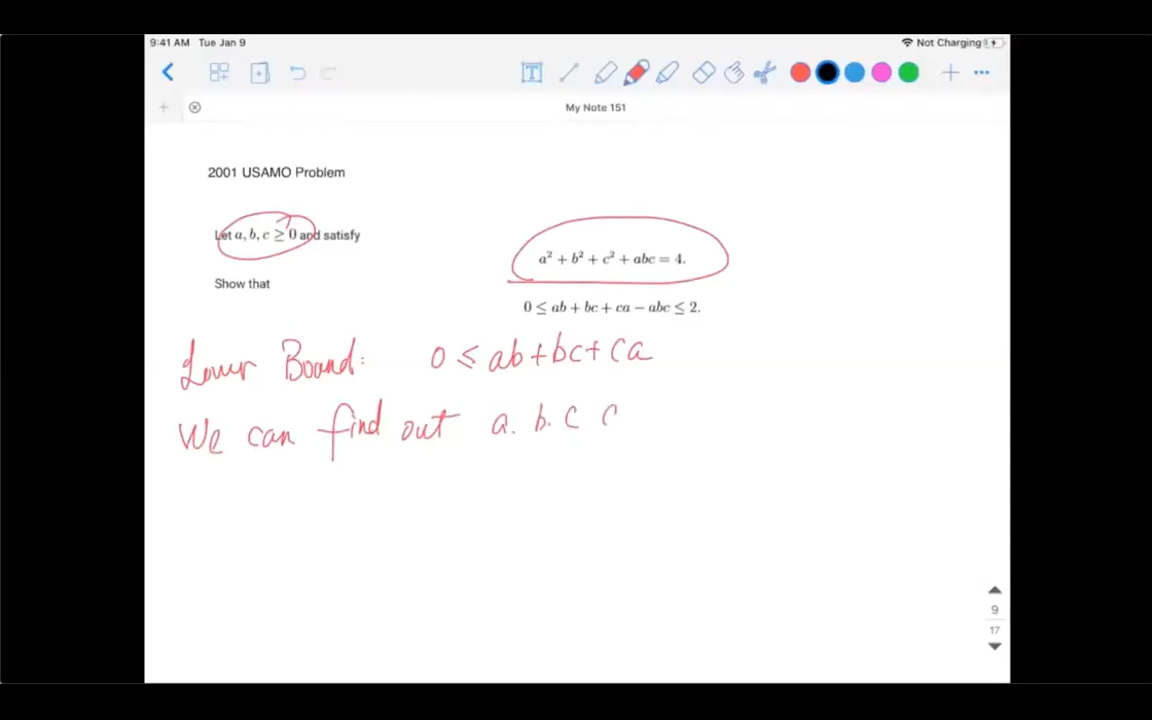 9:41 AM Tue Jan 9 Not Charging
My Note 151
2001 USAMO Problem
Let a, b, c ≥ 0 and satisfy
a² + b² + c² + abc = 4.
Show that
0 ≤ ab + bc + ca − abc ≤ 2.
Lower Bound: 0 ≤ ab+bc+ca
We can find out a. b. c c
9
17